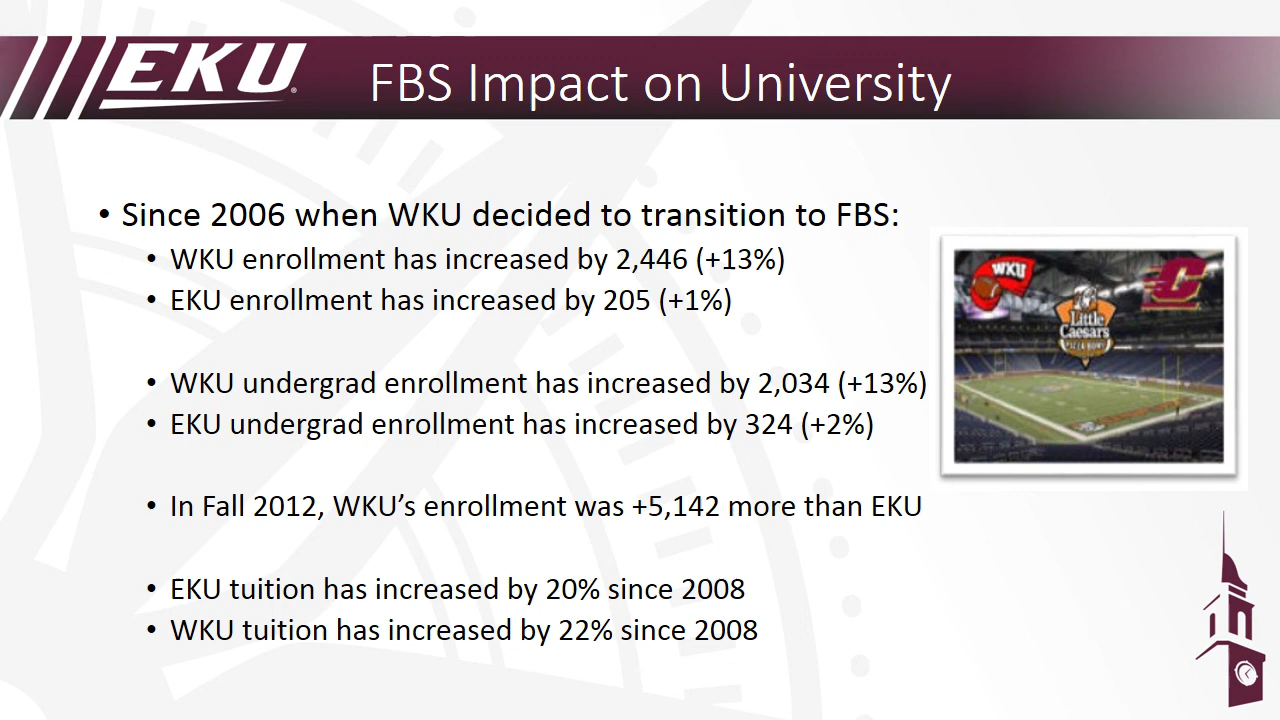 EKU
FBS Impact on University
• Since 2006 when WKU decided to transition to FBS:
• WKU enrollment has increased by 2,446 (+13%)
• EKU enrollment has increased by 205 (+1%)
• WKU undergrad enrollment has increased by 2,034 (+13%)
• EKU undergrad enrollment has increased by 324 (+2%)
• In Fall 2012, WKU’s enrollment was +5,142 more than EKU
• EKU tuition has increased by 20% since 2008
• WKU tuition has increased by 22% since 2008
WKU
C
Little
Caesars
PIZZA BOWL